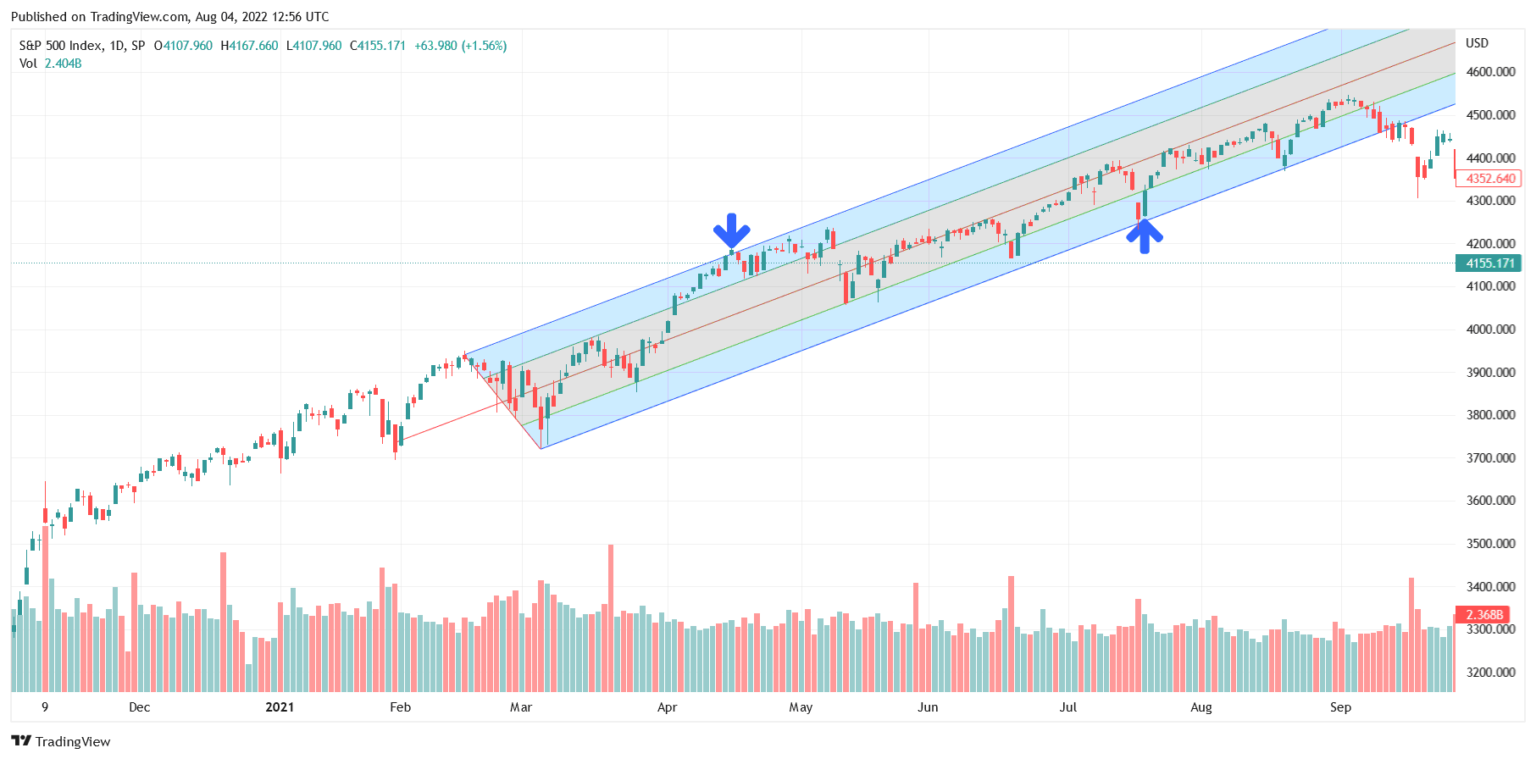 Published on TradingView.com, Aug 04, 2022 12:56 UTC
S&P 500 Index, 1D, SP O4107.960 H4167.660 L4107.960 C4155.171 +63.980 (+1.56%)
Vol 2.404B
USD
4600.000
4500.000
4400.000
4352.640
4300.000
4200.000
4155.171
4100.000
4000.000
3900.000
3800.000
3700.000
3600.000
3500.000
3400.000
2.368B
3300.000
3200.000
9 Dec 2021 Feb Mar Apr May Jun Jul Aug Sep
TradingView